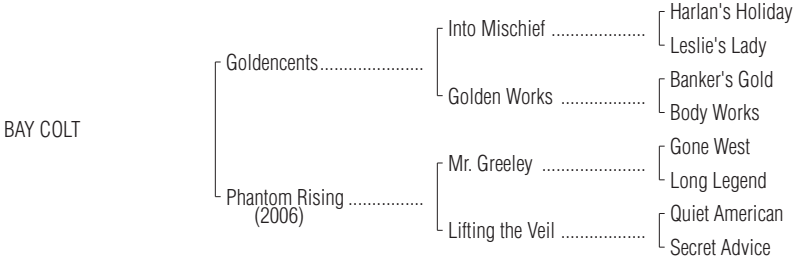 Harlan's Holiday
Into Mischief ....................
Leslie's Lady
Goldencents......................
Banker's Gold
Golden Works ..................
Body Works
BAY COLT
Gone West
Mr. Greeley ......................
Long Legend
Phantom Rising ................
(2006)
Quiet American
Lifting the Veil ..................
Secret Advice